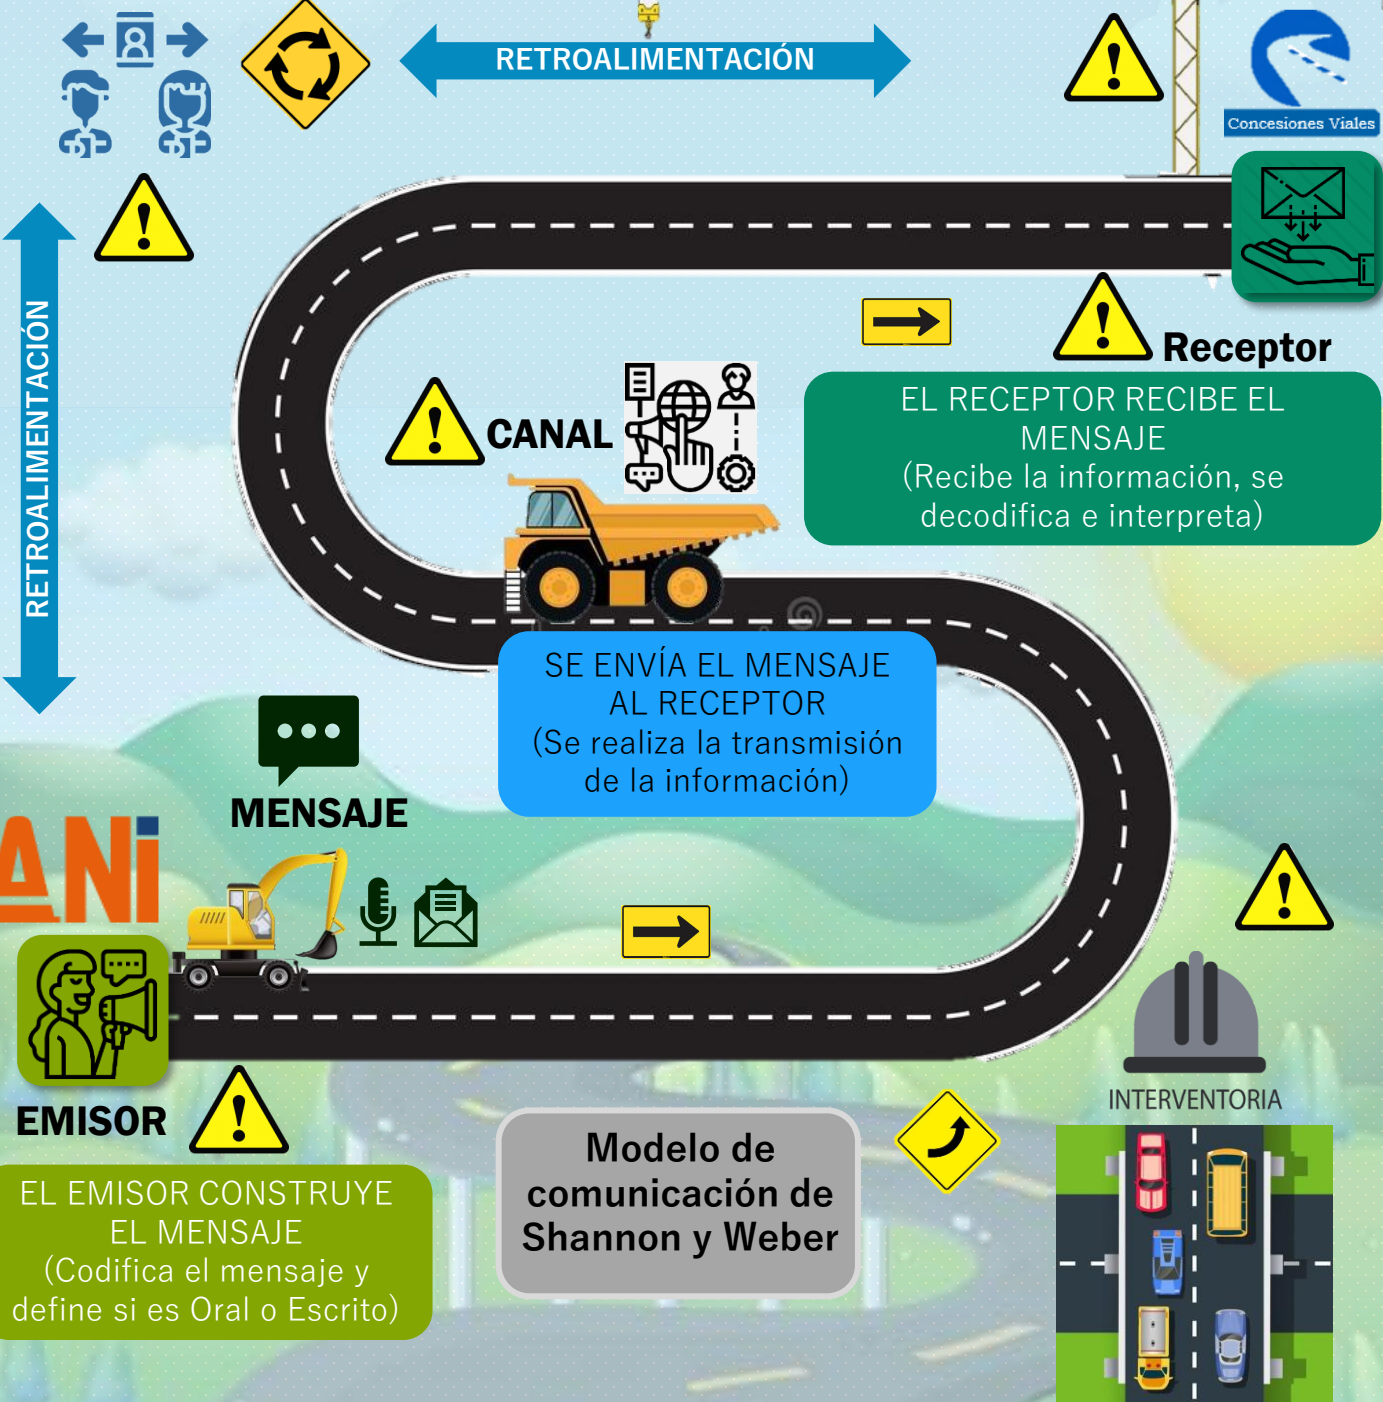 RETROALIMENTACIÓN
Concesiones Viales
RETROALIMENTACIÓN
Receptor
EL RECEPTOR RECIBE EL
MENSAJE
(Recibe la información, se
decodifica e interpreta)
CANAL
SE ENVÍA EL MENSAJE
AL RECEPTOR
(Se realiza la transmisión
de la información)
MENSAJE
ANi
EMISOR
EL EMISOR CONSTRUYE
EL MENSAJE
(Codifica el mensaje y
define si es Oral o Escrito)
Modelo de
comunicación de
Shannon y Weber
INTERVENTORIA